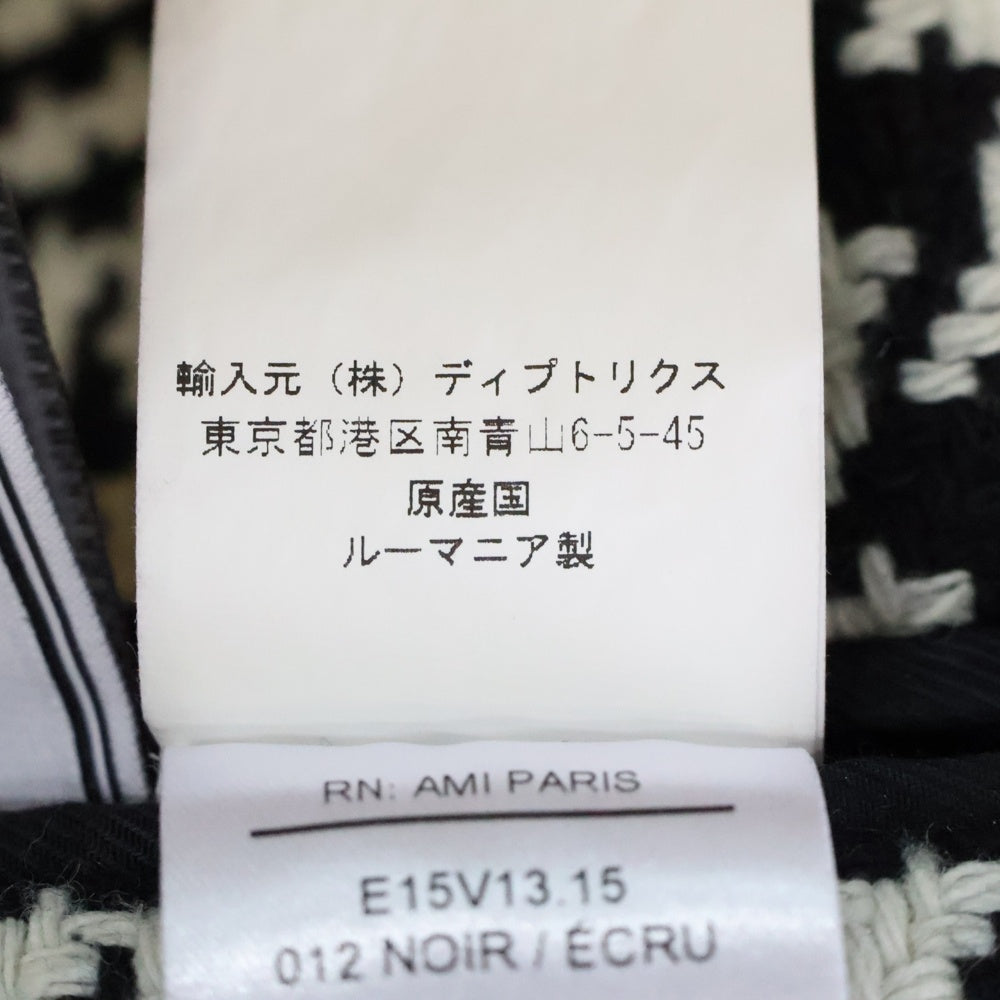 輸入元（株）ディプトリクス
東京都港区南青山6-5-45
原産国
ルーマニア製
RN: AMI PARIS
E15V13.15
012 NOIR / ÉCRU